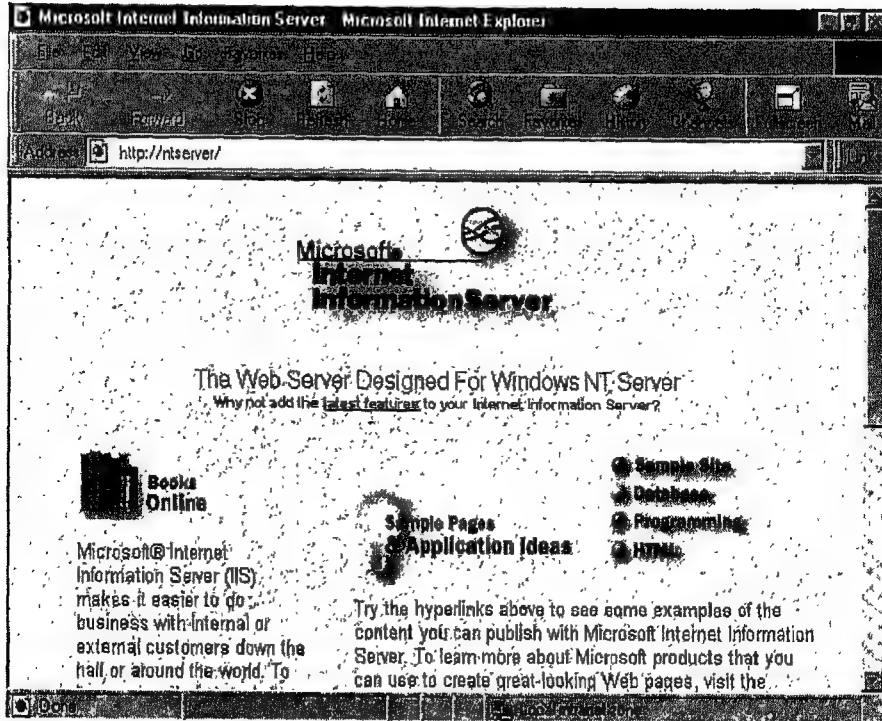 Microsoft Internet Information Server - Microsoft Internet Explorer
File Edit View Go Favorites Help
Back Forward Stop Refresh Home Search Favorites History Channels Fullscreen Mail
Address http://ntserver/
Microsoft®
Internet
Information Server
The Web Server Designed For Windows NT Server
Why not add the latest features to your Internet Information Server?
Books
Online
Microsoft® Internet
Information Server (IIS)
makes it easier to do
business with internal or
external customers down the
hall or around the world. To
Sample Pages
& Application Ideas
Sample Site
Database
Programming
HTML
Try the hyperlinks above to see some examples of the
content you can publish with Microsoft Internet Information
Server. To learn more about Microsoft products that you
can use to create great-looking Web pages, visit the
Done
Local intranet zone